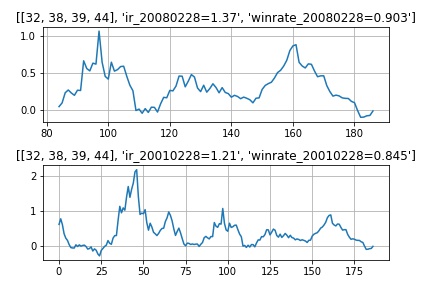 [[32, 38, 39, 44], 'ir_20080228=1.37', 'winrate_20080228=0.903']
1.0
0.5
0.0
80 100 120 140 160 180
[[32, 38, 39, 44], 'ir_20010228=1.21', 'winrate_20010228=0.845']
2
1
0
0 25 50 75 100 125 150 175